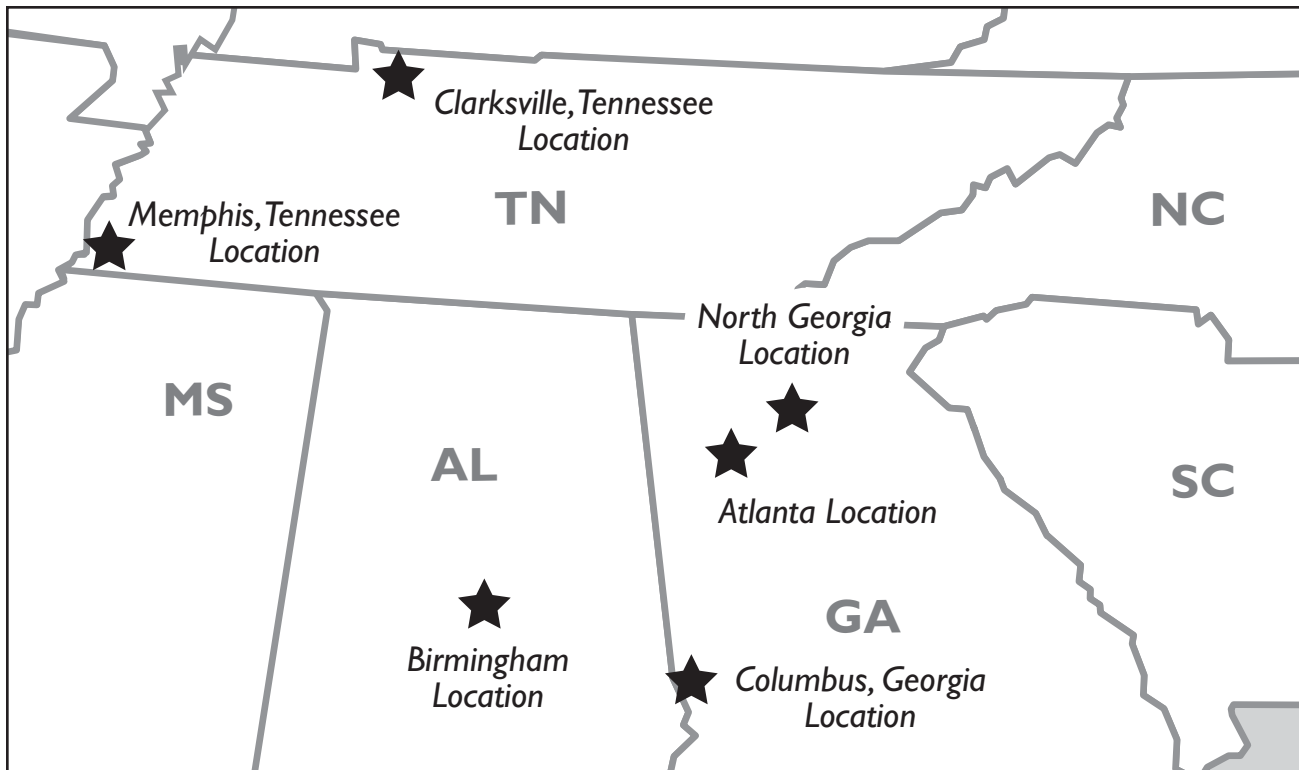 Clarksville, Tennessee
Location
TN
NC
Memphis, Tennessee
Location
North Georgia
Location
MS
AL
SC
Atlanta Location
GA
Birmingham
Location
Columbus, Georgia
Location